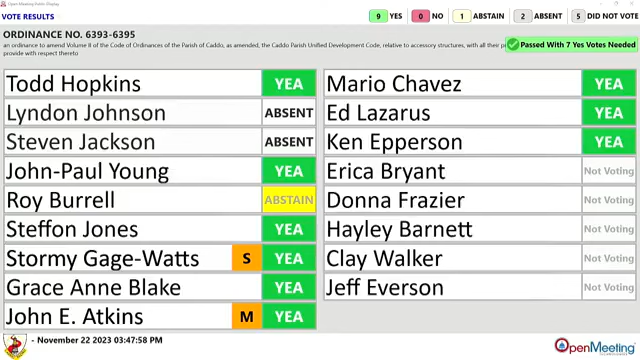 OpenMeeting Public Display
VOTE RESULTS
9 YES 0 NO 1 ABSTAIN 2 ABSENT 5 DID NOT VOTE
ORDINANCE NO. 6393-6395
an ordinance to amend Volume II of the Code of Ordinances of the Parish of Caddo, as amended, the Caddo Parish Unified Development Code, relative to accessory structures, with all their
provide with respect thereto
Passed With 7 Yes Votes Needed
Todd Hopkins YEA
Lyndon Johnson ABSENT
Steven Jackson ABSENT
John-Paul Young YEA
Roy Burrell ABSTAIN
Steffon Jones YEA
Stormy Gage-Watts S YEA
Grace Anne Blake YEA
John E. Atkins M YEA
Mario Chavez YEA
Ed Lazarus YEA
Ken Epperson YEA
Erica Bryant Not Voting
Donna Frazier Not Voting
Hayley Barnett Not Voting
Clay Walker Not Voting
Jeff Everson Not Voting
- November 22 2023 03:47:58 PM
OpenMeeting